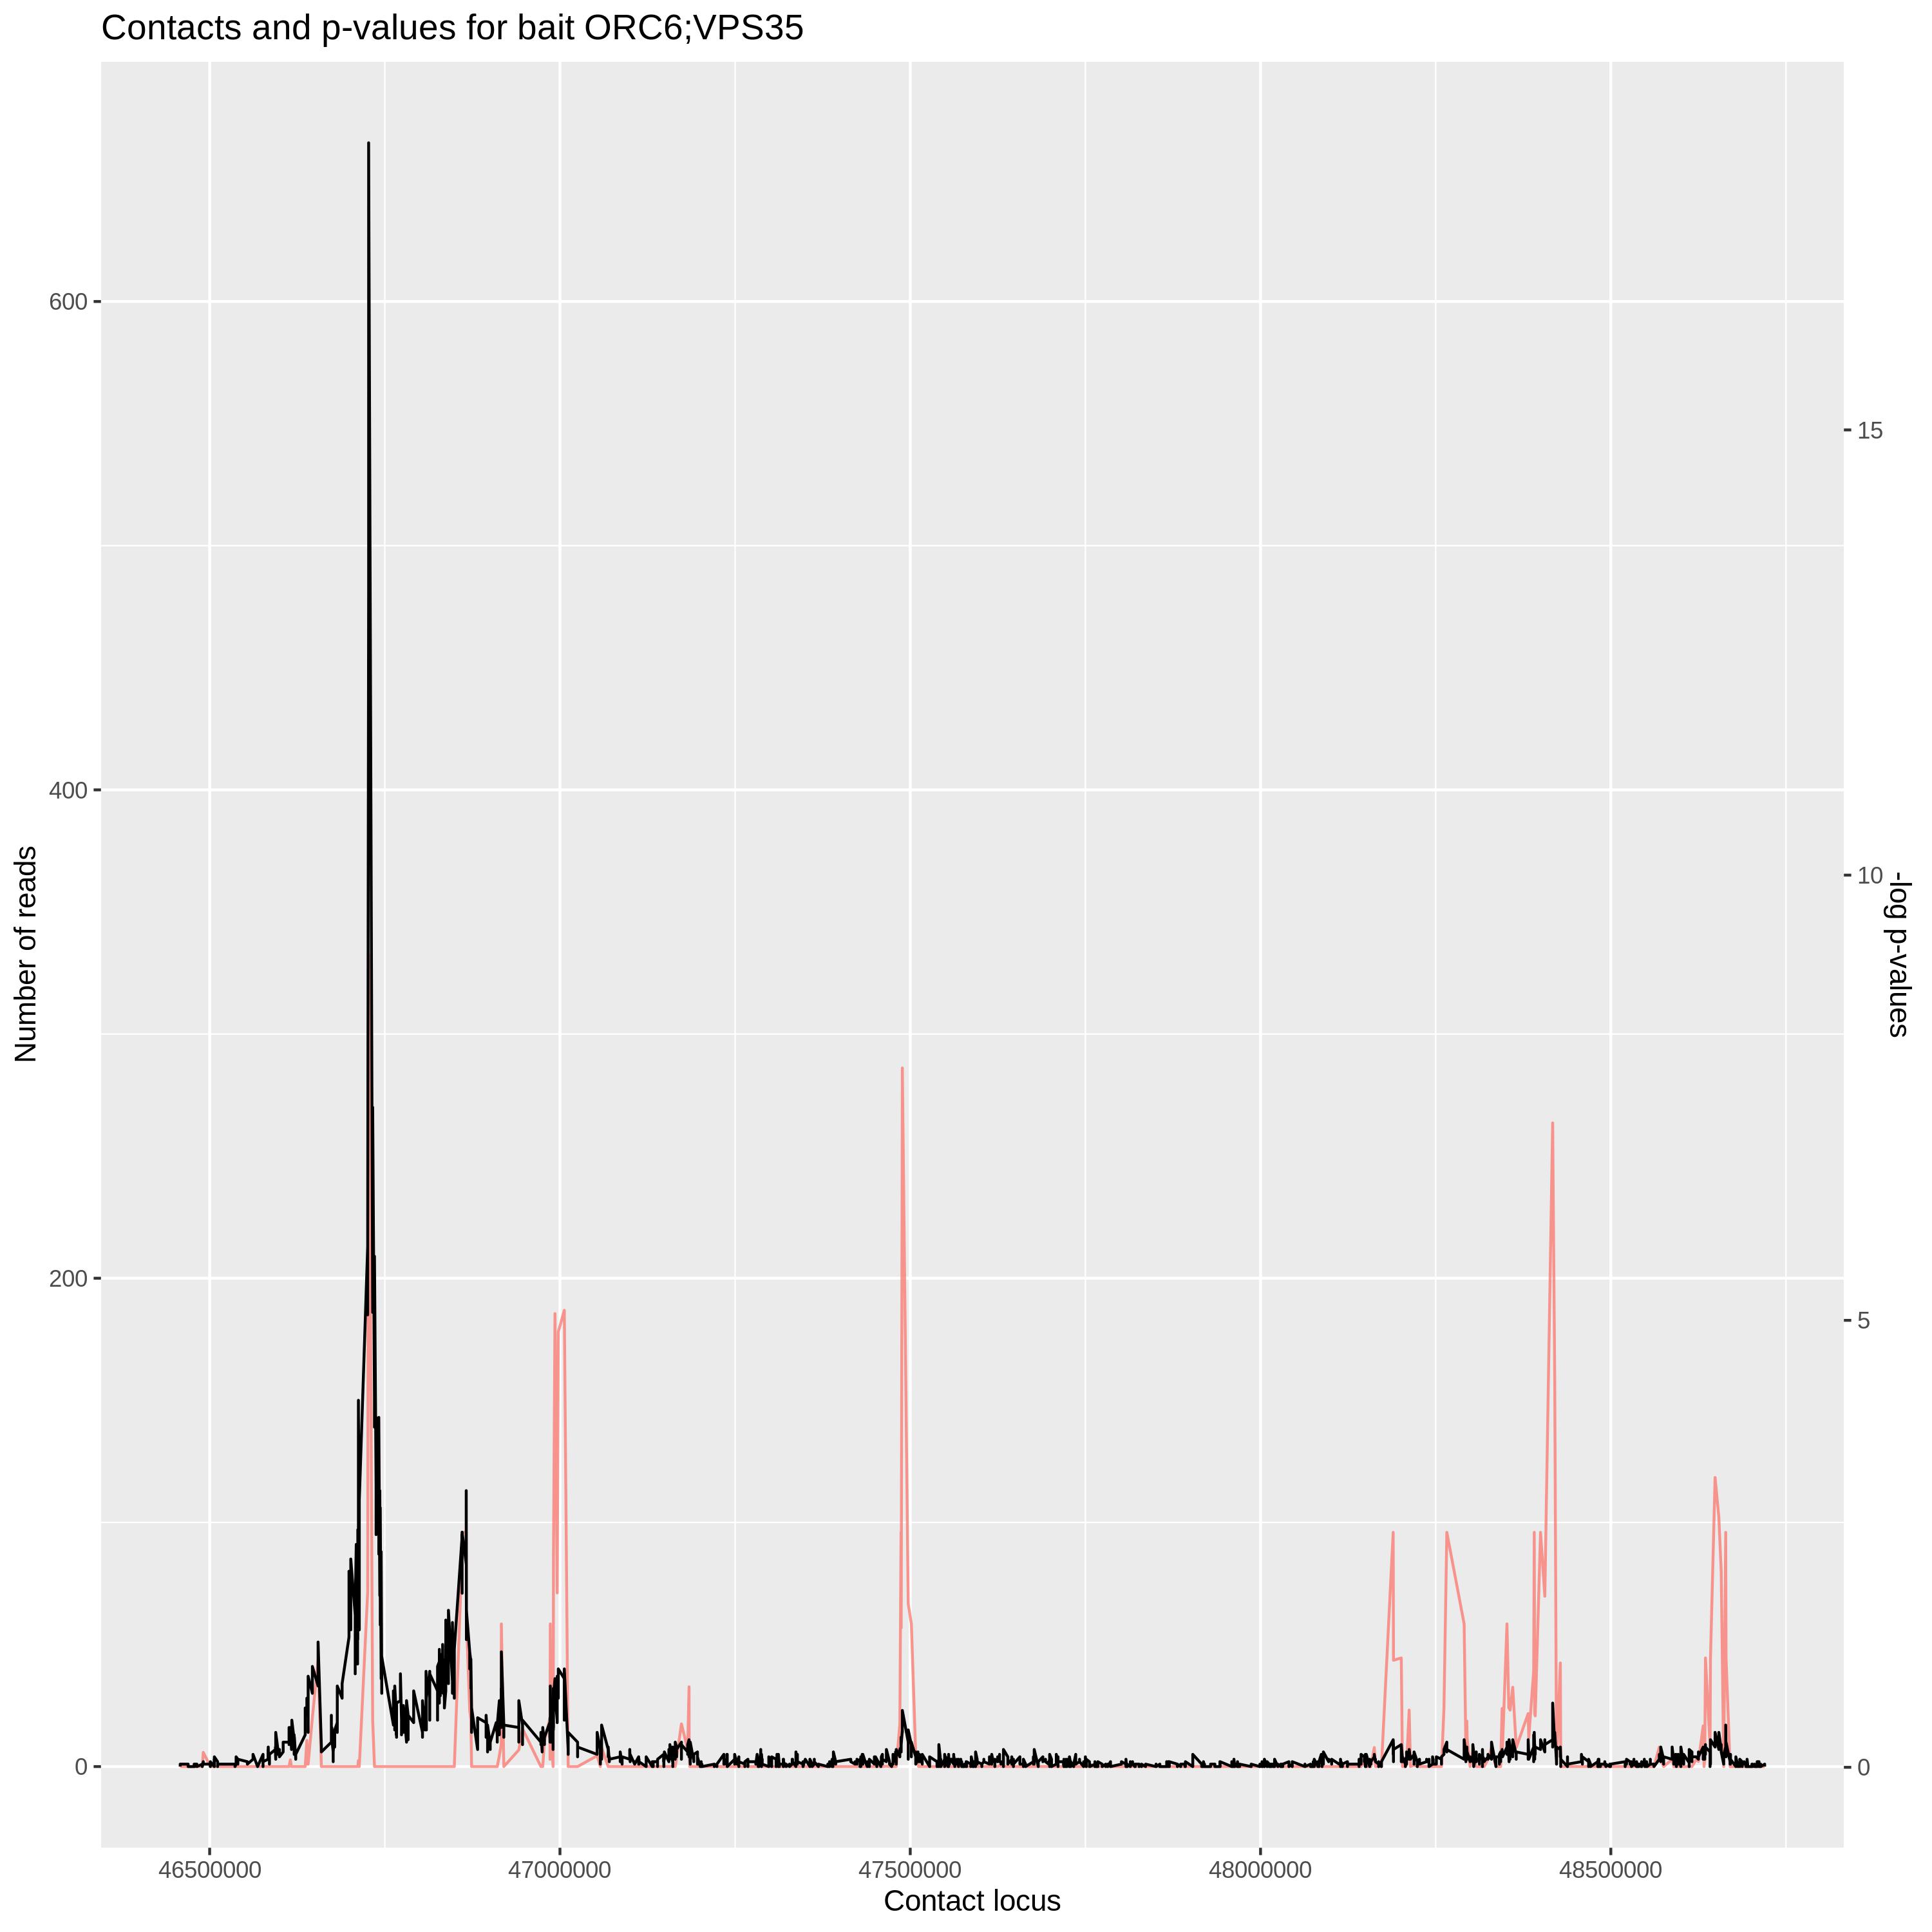 Contacts and p-values for bait ORC6;VPS35
600
400
200
0
Number of reads
15
10
5
0
-log p-values
46500000 47000000 47500000 48000000 48500000
Contact locus